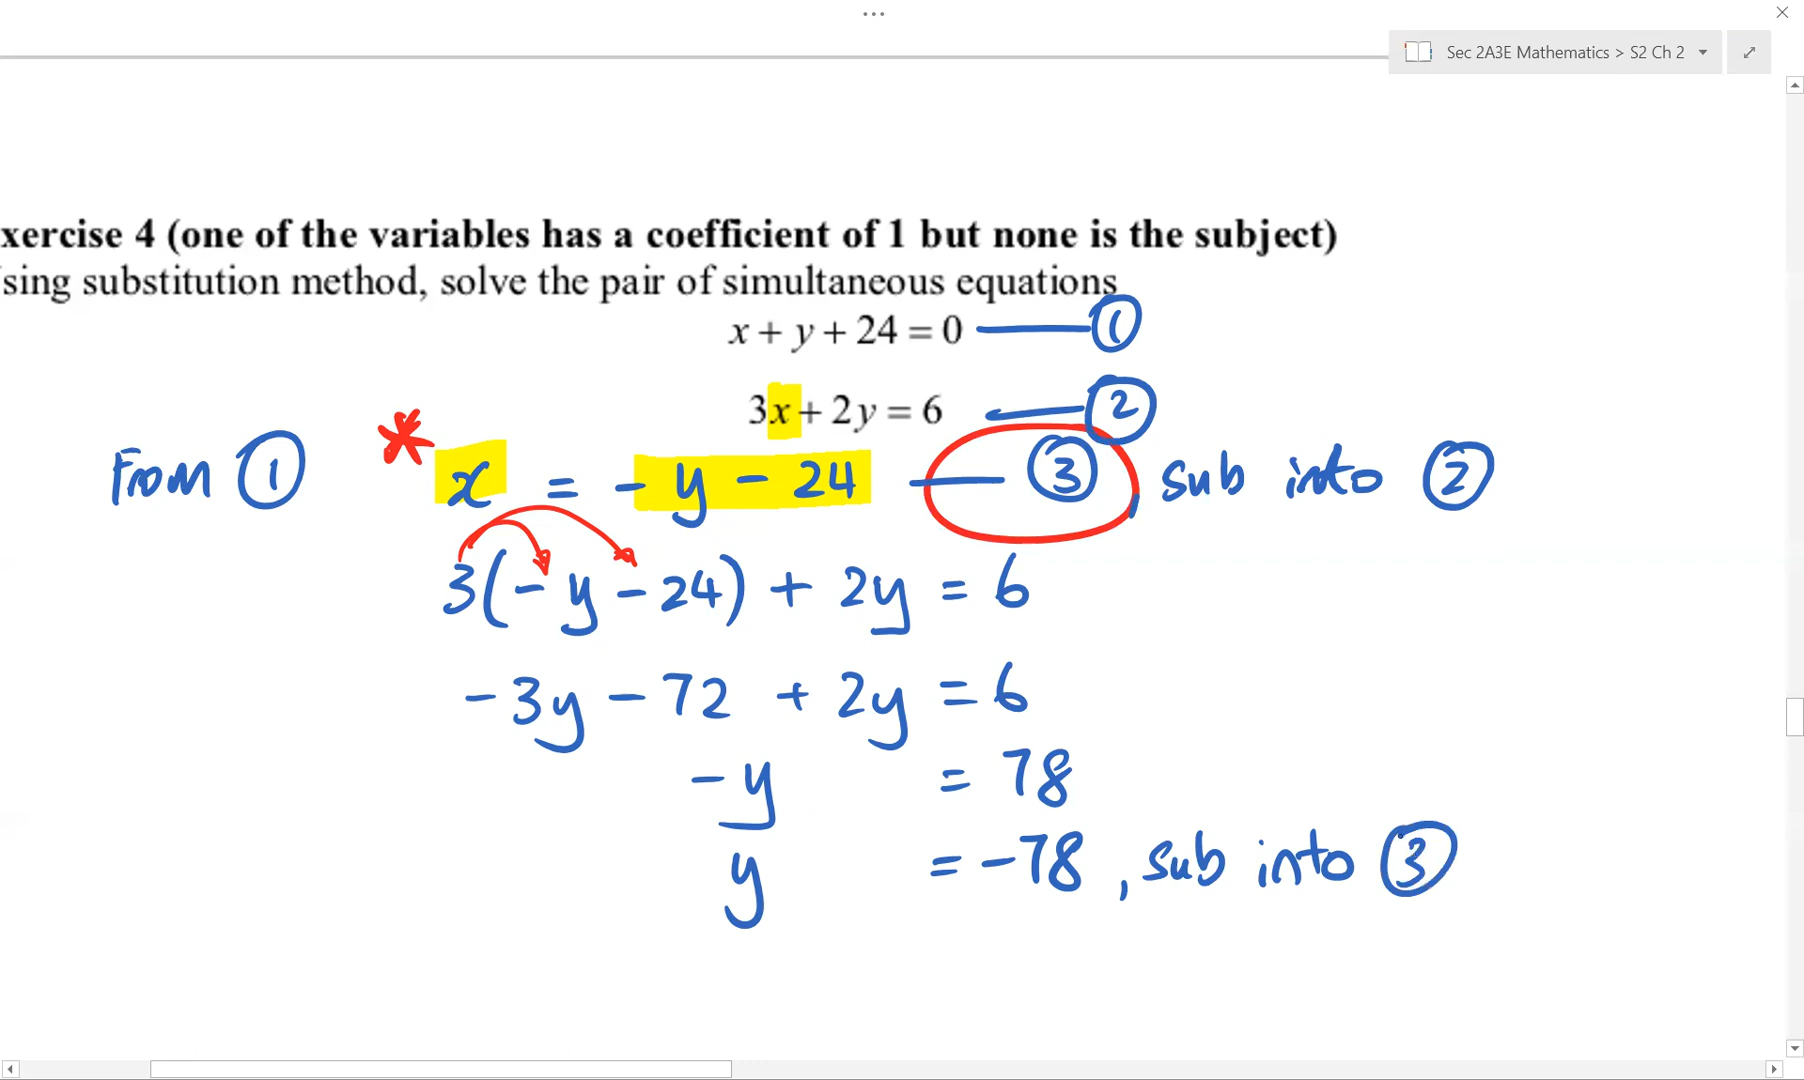 ...
Sec 2A3E Mathematics > S2 Ch 2
xercise 4 (one of the variables has a coefficient of 1 but none is the subject)
sing substitution method, solve the pair of simultaneous equations
x + y + 24 = 0 —— ①
3x + 2y = 6 —— ②
From ① * x = - y - 24 —— ③, sub into ②
3(-y - 24) + 2y = 6
-3y - 72 + 2y = 6
-y = 78
y = -78, sub into ③